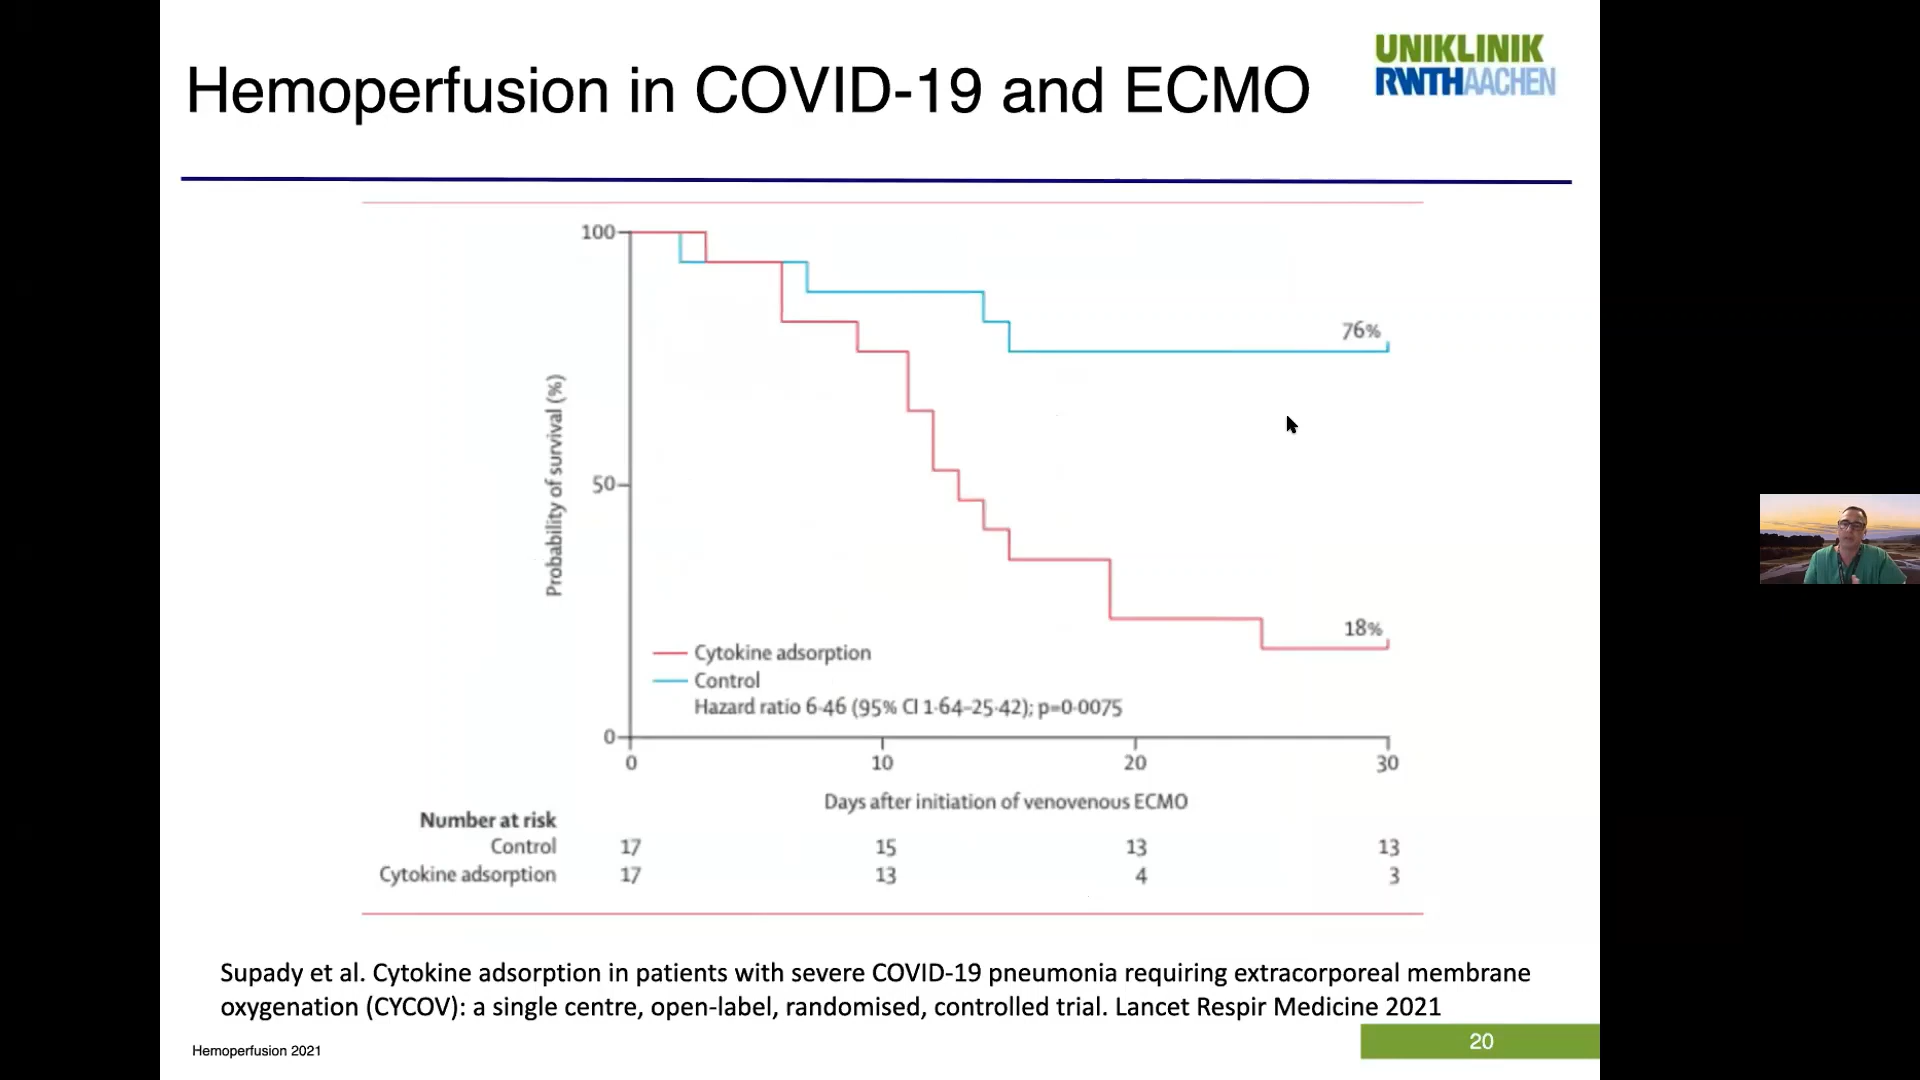 Hemoperfusion in COVID-19 and ECMO
UNIKLINIK
RWTHAACHEN
100
76%
Probability of survival (%)
50
18%
Cytokine adsorption
Control
Hazard ratio 6·46 (95% CI 1·64–25·42); p=0·0075
0
0 10 20 30
Days after initiation of venovenous ECMO
Number at risk
Control 17 15 13 13
Cytokine adsorption 17 13 4 3
Supady et al. Cytokine adsorption in patients with severe COVID-19 pneumonia requiring extracorporeal membrane
oxygenation (CYCOV): a single centre, open-label, randomised, controlled trial. Lancet Respir Medicine 2021
Hemoperfusion 2021
20